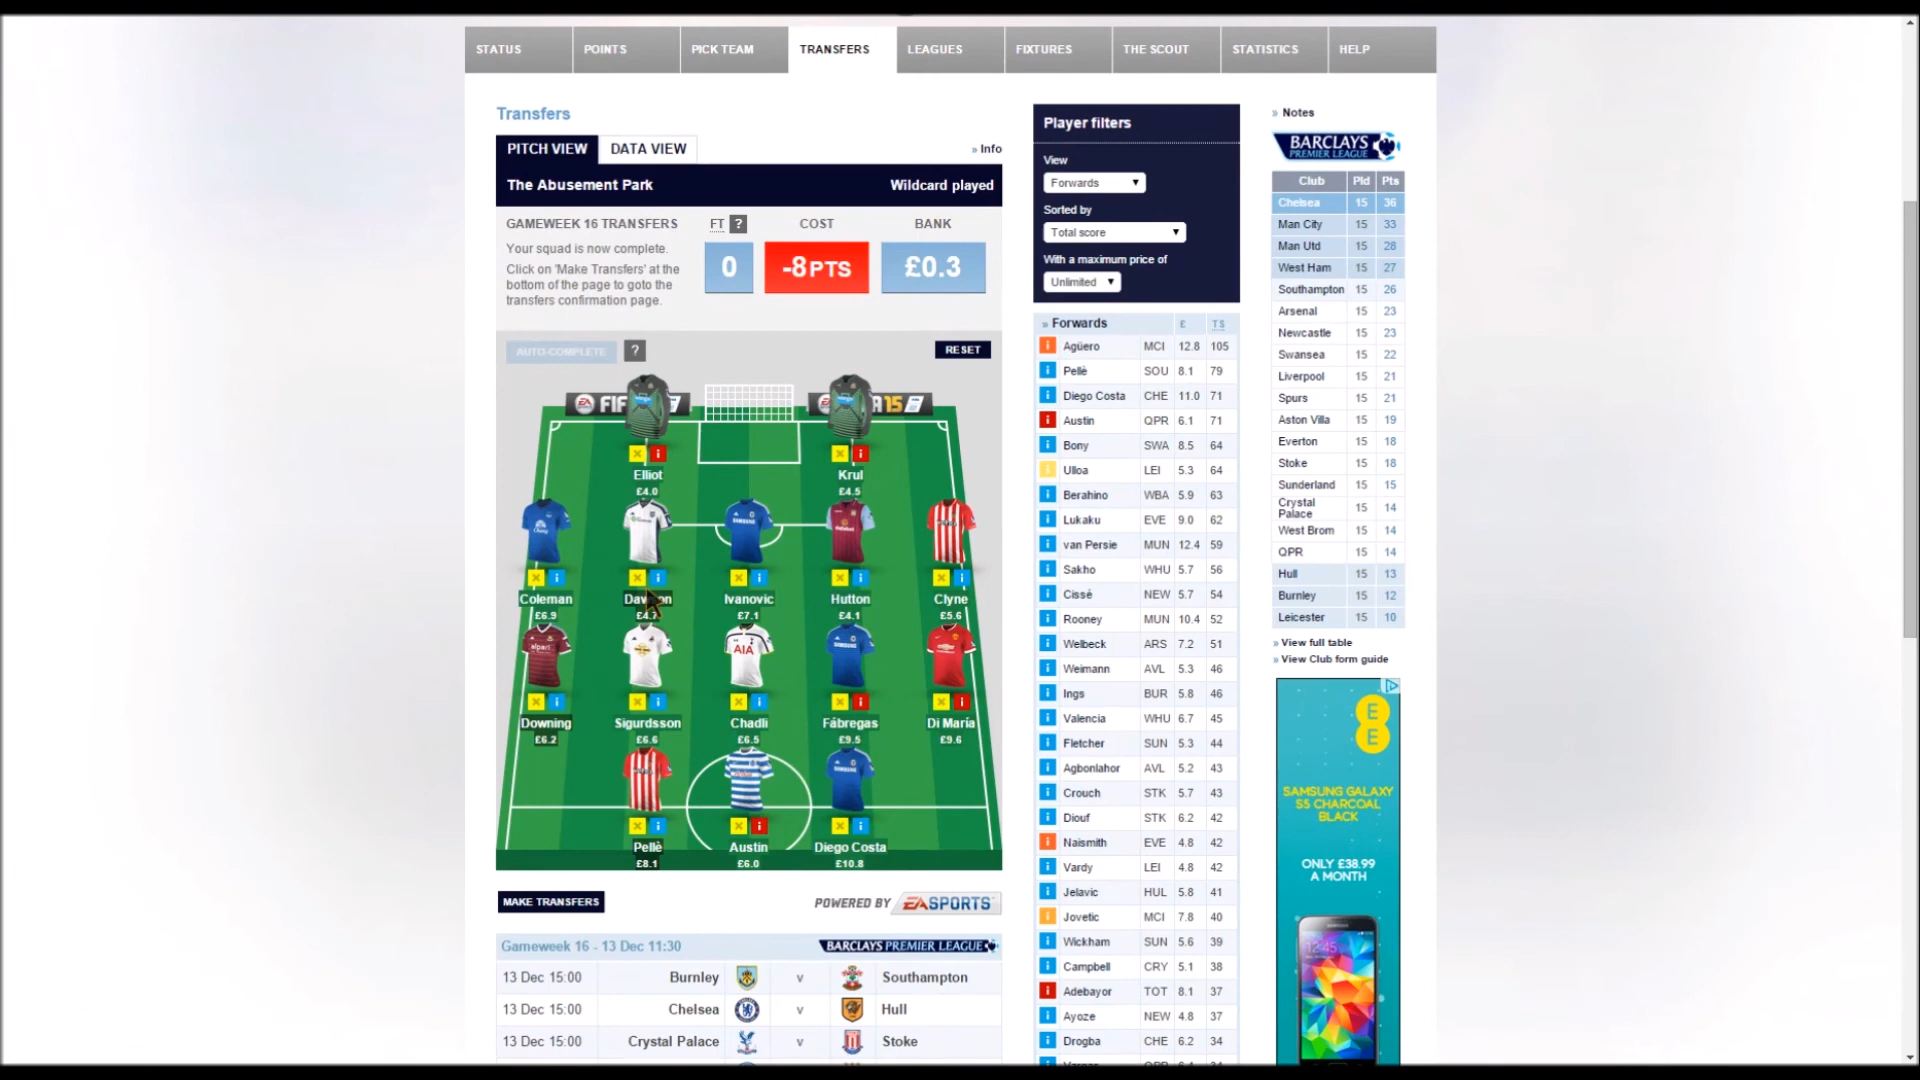 STATUS POINTS PICK TEAM TRANSFERS LEAGUES FIXTURES THE SCOUT STATISTICS HELP
Transfers
PITCH VIEW DATA VIEW » Info
The Abusement Park Wildcard played
GAMEWEEK 16 TRANSFERS FT ? COST BANK
Your squad is now complete.
Click on 'Make Transfers' at the
bottom of the page to goto the
transfers confirmation page.
0 -8PTS £0.3
AUTO-COMPLETE ? RESET
Elliot Krul
£4.0 £4.5
Coleman Ivanovic Hutton Clyne
£6.9 £7.1 £4.1 £5.6
Downing Sigurdsson Chadli Fábregas Di María
£6.2 £6.6 £6.5 £9.5 £9.6
Pellè Austin Diego Costa
£8.1 £6.0 £10.8
MAKE TRANSFERS POWERED BY EA SPORTS
Gameweek 16 - 13 Dec 11:30 BARCLAYS PREMIER LEAGUE
13 Dec 15:00 Burnley v Southampton
13 Dec 15:00 Chelsea v Hull
13 Dec 15:00 Crystal Palace v Stoke
Player filters
View
Forwards
Sorted by
Total score
With a maximum price of
Unlimited
» Forwards £ TS
Agüero MCI 12.8 105
Pellè SOU 8.1 79
Diego Costa CHE 11.0 71
Austin QPR 6.1 71
Bony SWA 8.5 64
Ulloa LEI 5.3 64
Berahino WBA 5.9 63
Lukaku EVE 9.0 62
van Persie MUN 12.4 59
Sakho WHU 5.7 56
Cissé NEW 5.7 54
Rooney MUN 10.4 52
Welbeck ARS 7.2 51
Weimann AVL 5.3 46
Ings BUR 5.8 46
Valencia WHU 6.7 45
Fletcher SUN 5.3 44
Agbonlahor AVL 5.2 43
Crouch STK 5.7 43
Diouf STK 6.2 42
Naismith EVE 4.8 42
Vardy LEI 4.8 42
Jelavic HUL 5.8 41
Jovetic MCI 7.8 40
Wickham SUN 5.6 39
Campbell CRY 5.1 38
Adebayor TOT 8.1 37
Ayoze NEW 4.8 37
Drogba CHE 6.2 34
» Notes
BARCLAYS
PREMIER LEAGUE
Club Pld Pts
Chelsea 15 36
Man City 15 33
Man Utd 15 28
West Ham 15 27
Southampton 15 26
Arsenal 15 23
Newcastle 15 23
Swansea 15 22
Liverpool 15 21
Spurs 15 21
Aston Villa 15 19
Everton 15 18
Stoke 15 18
Sunderland 15 15
Crystal Palace 15 14
West Brom 15 14
QPR 15 14
Hull 15 13
Burnley 15 12
Leicester 15 10
» View full table
» View Club form guide
EE
SAMSUNG GALAXY
S5 CHARCOAL
BLACK
ONLY £38.99
A MONTH
12:45